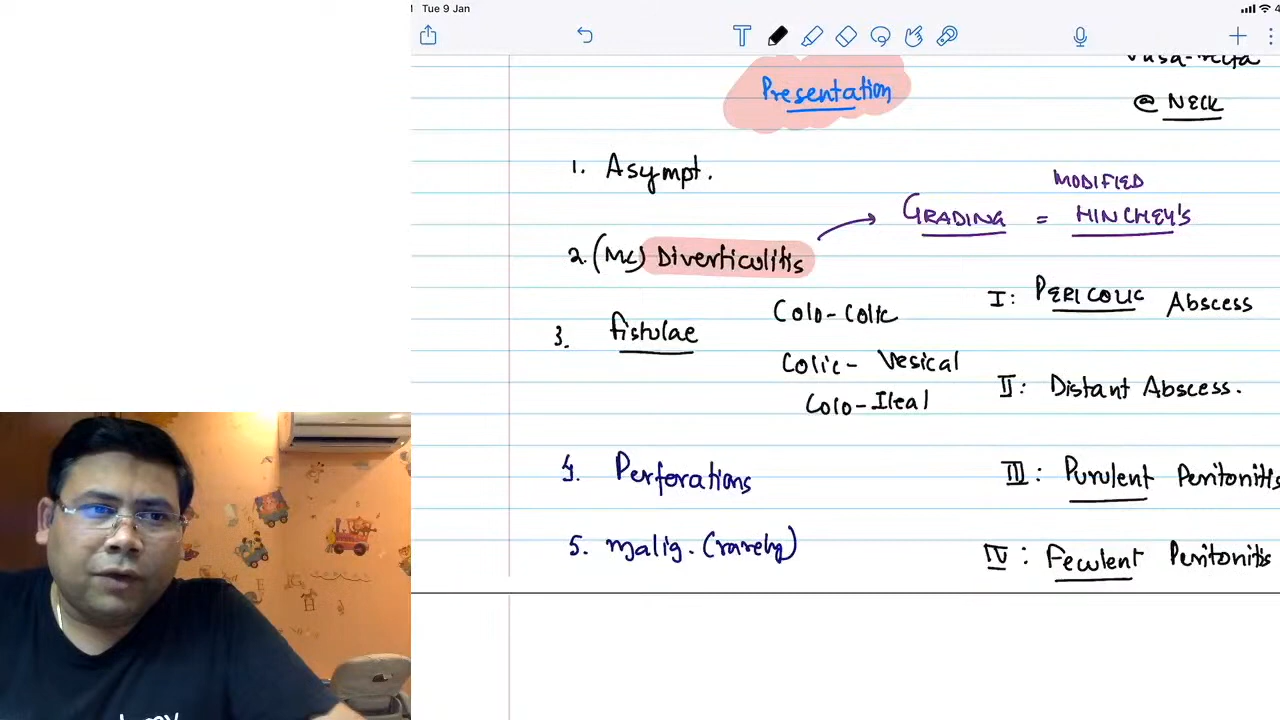 Tue 9 Jan
Presentation
@ NECK
1. Asympt.
MODIFIED
GRADING = HINCHEY'S
2. (MC) Diverticulitis
I: PERICOLIC Abscess
3. fistulae
Colo-Colic
Colic-Vesical
II: Distant Abscess.
Colo-Ileal
4. Perforations
III: Purulent Peritonitis
5. Malig. (rarely)
IV: Feculent Peritonitis